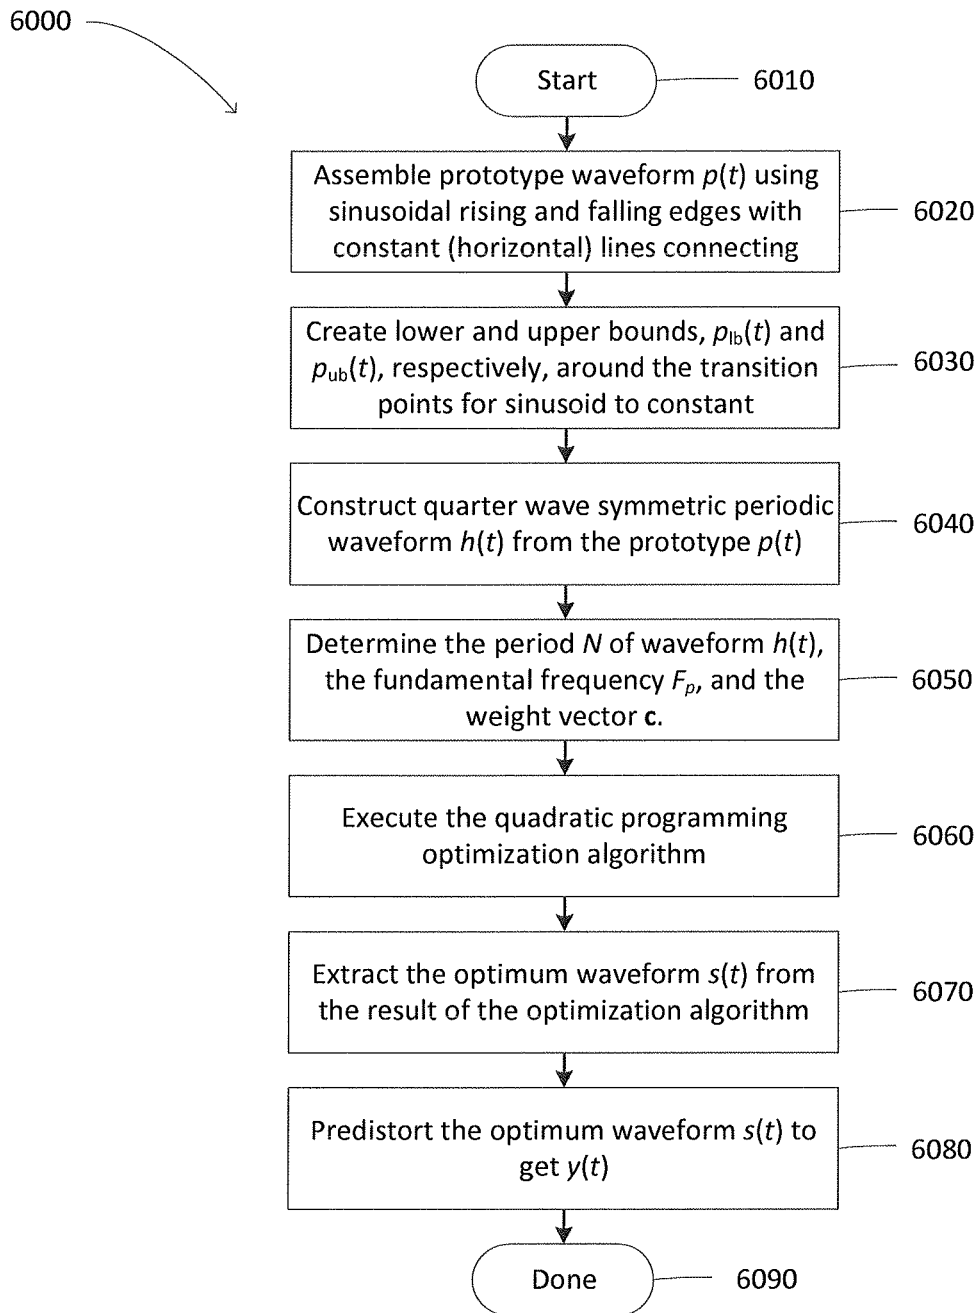 6000
Start
6010
Assemble prototype waveform p(t) using
sinusoidal rising and falling edges with
constant (horizontal) lines connecting
6020
Create lower and upper bounds, plb(t) and
pub(t), respectively, around the transition
points for sinusoid to constant
6030
Construct quarter wave symmetric periodic
waveform h(t) from the prototype p(t)
6040
Determine the period N of waveform h(t),
the fundamental frequency Fp, and the
weight vector c.
6050
Execute the quadratic programming
optimization algorithm
6060
Extract the optimum waveform s(t) from
the result of the optimization algorithm
6070
Predistort the optimum waveform s(t) to
get y(t)
6080
Done
6090